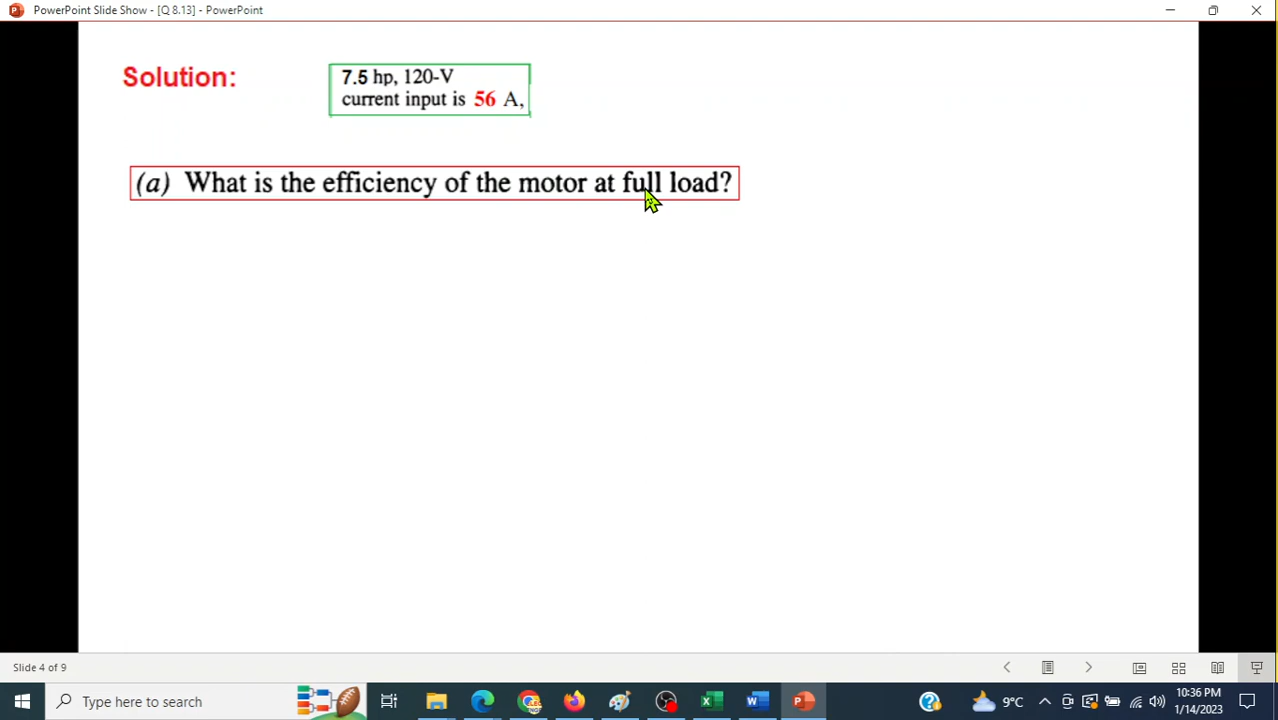 PowerPoint Slide Show - [Q 8.13] - PowerPoint
Solution:
7.5 hp, 120-V
current input is 56 A,
(a) What is the efficiency of the motor at full load?
Slide 4 of 9
Type here to search
9°C
10:36 PM
1/14/2023